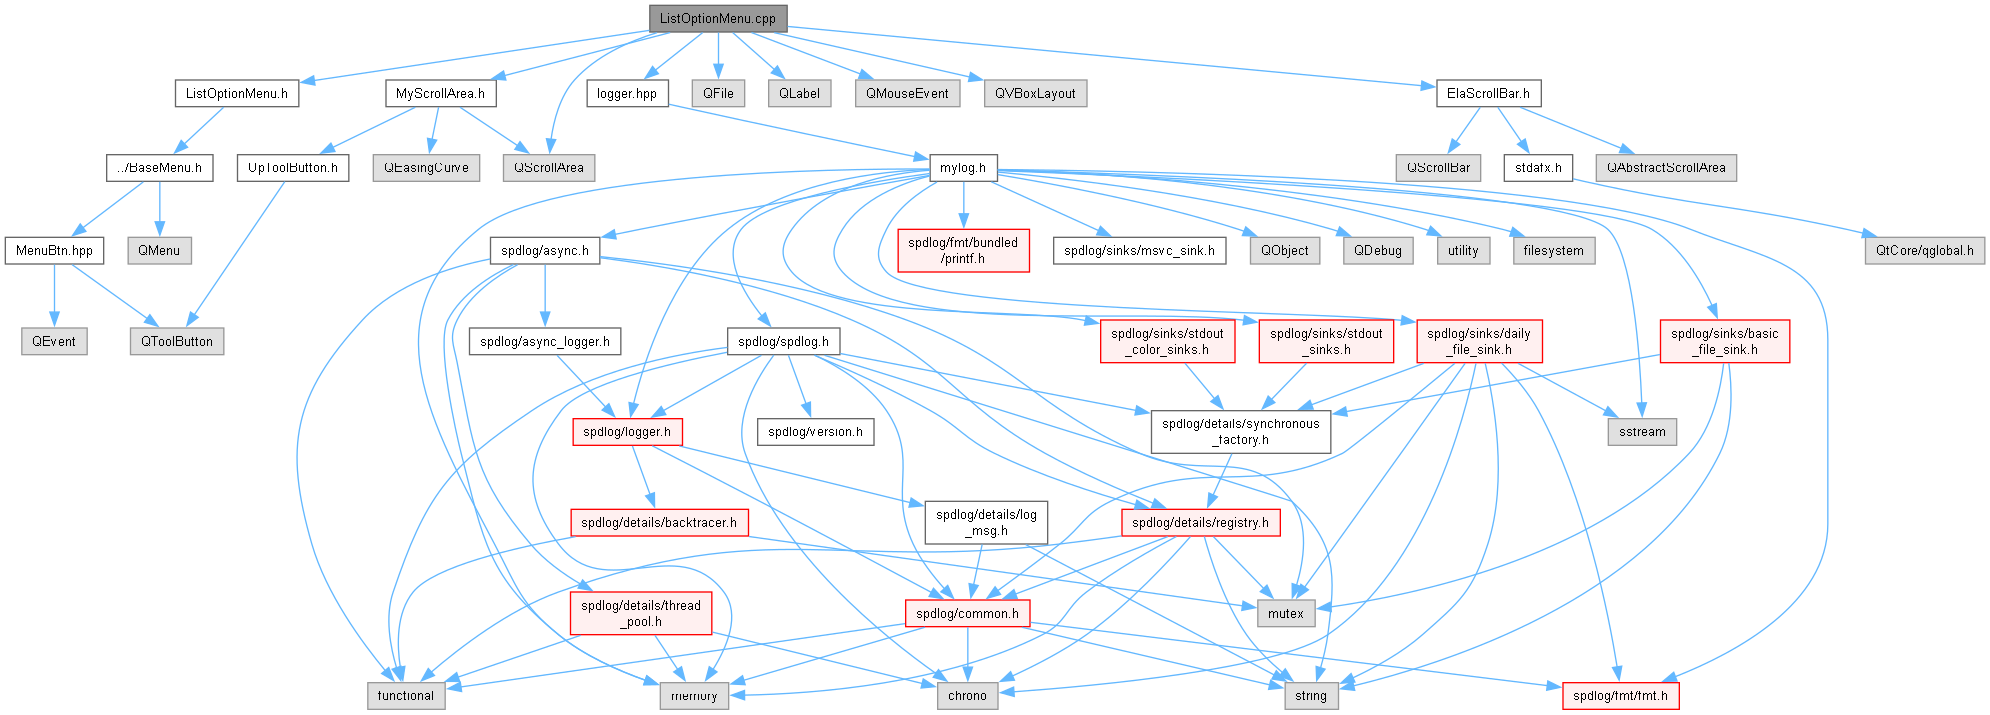 ListOptionMenu.cpp
ListOptionMenu.h
MyScrollArea.h
logger.hpp
QFile
QLabel
QMouseEvent
QVBoxLayout
ElaScrollBar.h
../BaseMenu.h
UpToolButton.h
QEasingCurve
QScrollArea
mylog.h
QScrollBar
stdafx.h
QAbstractScrollArea
MenuBtn.hpp
QMenu
spdlog/async.h
spdlog/fmt/bundled
/printf.h
spdlog/sinks/msvc_sink.h
QObject
QDebug
utility
filesystem
QtCore/qglobal.h
QEvent
QToolButton
spdlog/async_logger.h
spdlog/spdlog.h
spdlog/sinks/stdout
_color_sinks.h
spdlog/sinks/stdout
_sinks.h
spdlog/sinks/daily
_file_sink.h
spdlog/sinks/basic
_file_sink.h
spdlog/logger.h
spdlog/version.h
spdlog/details/synchronous
_factory.h
sstream
spdlog/details/backtracer.h
spdlog/details/log
_msg.h
spdlog/details/registry.h
spdlog/details/thread
_pool.h
spdlog/common.h
mutex
functional
memory
chrono
string
spdlog/fmt/fmt.h